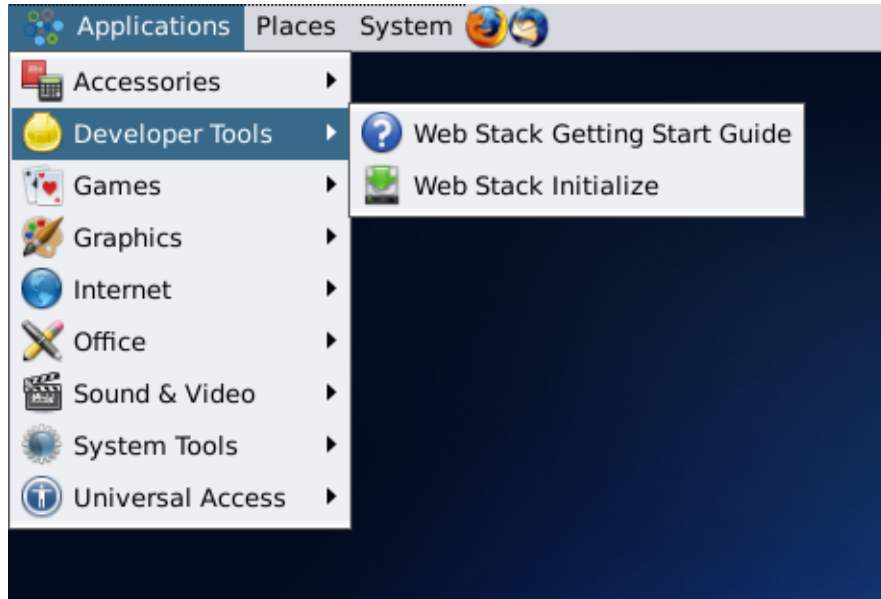 Applications Places System
Accessories
Developer Tools
Web Stack Getting Start Guide
Games
Web Stack Initialize
Graphics
Internet
Office
Sound & Video
System Tools
Universal Access